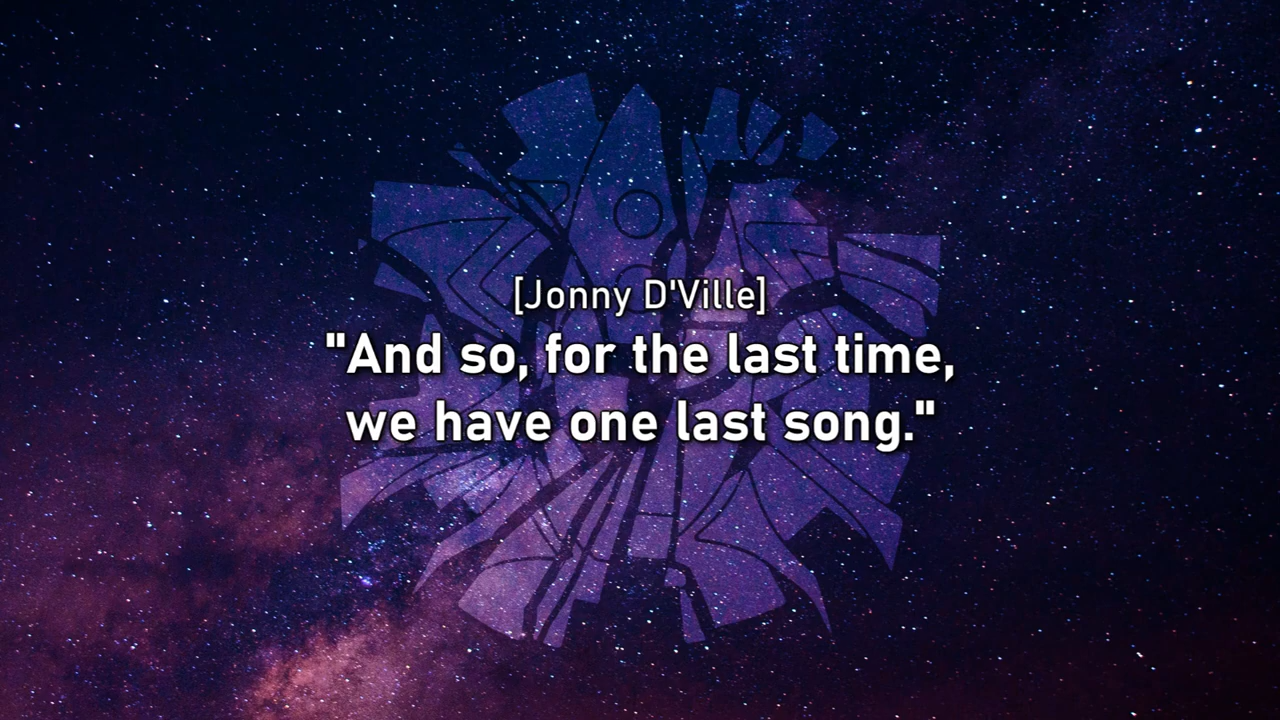 [Jonny D'Ville]
"And so, for the last time,
we have one last song."